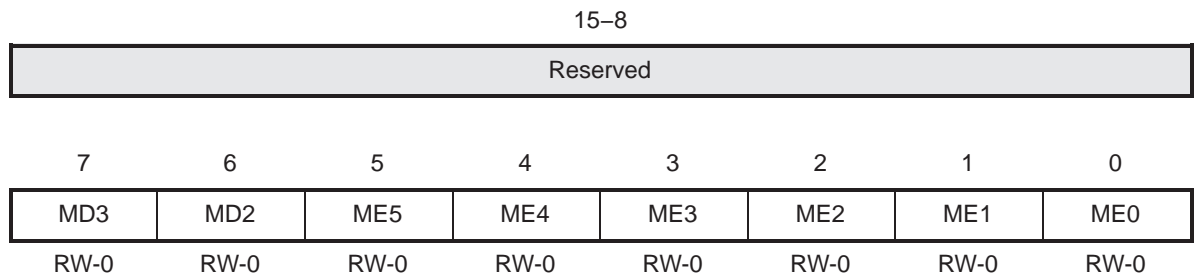 15–8
Reserved
7 6 5 4 3 2 1 0
MD3 MD2 ME5 ME4 ME3 ME2 ME1 ME0
RW-0 RW-0 RW-0 RW-0 RW-0 RW-0 RW-0 RW-0